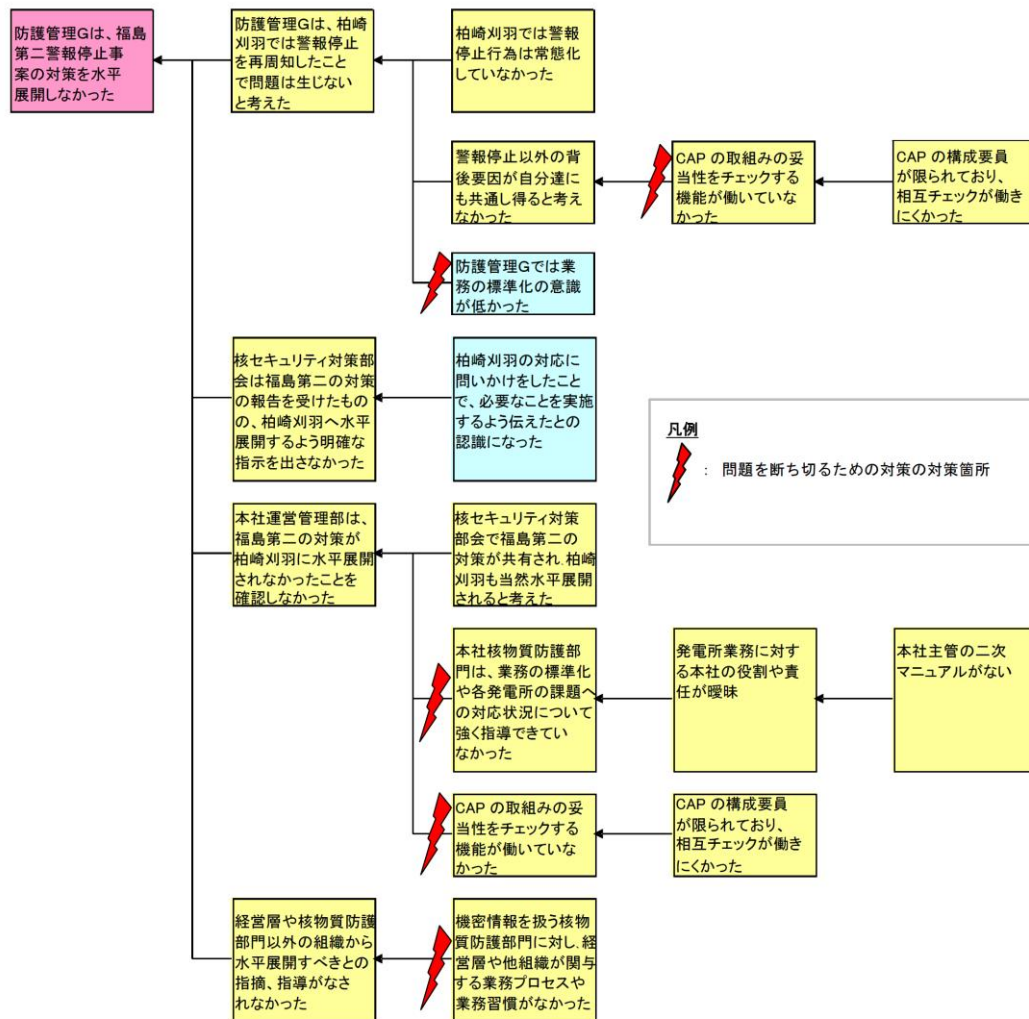 防護管理Gは、福島
第二警報停止事
案の対策を水平
展開しなかった
防護管理Gは、柏崎
刈羽では警報停止
を再周知したこと
で問題は生じない
と考えた
柏崎刈羽では警報
停止行為は常態化
していなかった
警報停止以外の背
後要因が自分達に
も共通し得ると考え
なかった
CAP の取組みの妥
当性をチェックする
機能が働いていな
かった
CAP の構成要員
が限られており、
相互チェックが働き
にくかった
防護管理Gでは業
務の標準化の意識
が低かった
核セキュリティ対策部
会は福島第二の対策
の報告を受けたもの
の、柏崎刈羽へ水平
展開するよう明確な
指示を出さなかった
柏崎刈羽の対応に
問いかけをしたこと
で、必要なことを実施
するよう伝えたとの
認識になった
凡例
： 問題を断ち切るための対策の対策箇所
本社運営管理部は、
福島第二の対策が
柏崎刈羽に水平展開
されなかったことを
確認しなかった
核セキュリティ対策
部会で福島第二の
対策が共有され、柏崎
刈羽も当然水平展開
されると考えた
本社核物質防護部
門は、業務の標準化
や各発電所の課題へ
の対応状況について
強く指導できてい
なかった
発電所業務に対す
る本社の役割や責
任が曖昧
本社主管の二次
マニュアルがない
CAP の取組みの妥
当性をチェックする
機能が働いていな
かった
CAP の構成要員
が限られており、
相互チェックが働き
にくかった
経営層や核物質防護
部門以外の組織から
水平展開すべきとの
指摘、指導がなさ
れなかった
機密情報を扱う核物
質防護部門に対し、経
営層や他組織が関与
する業務プロセスや
業務習慣がなかった